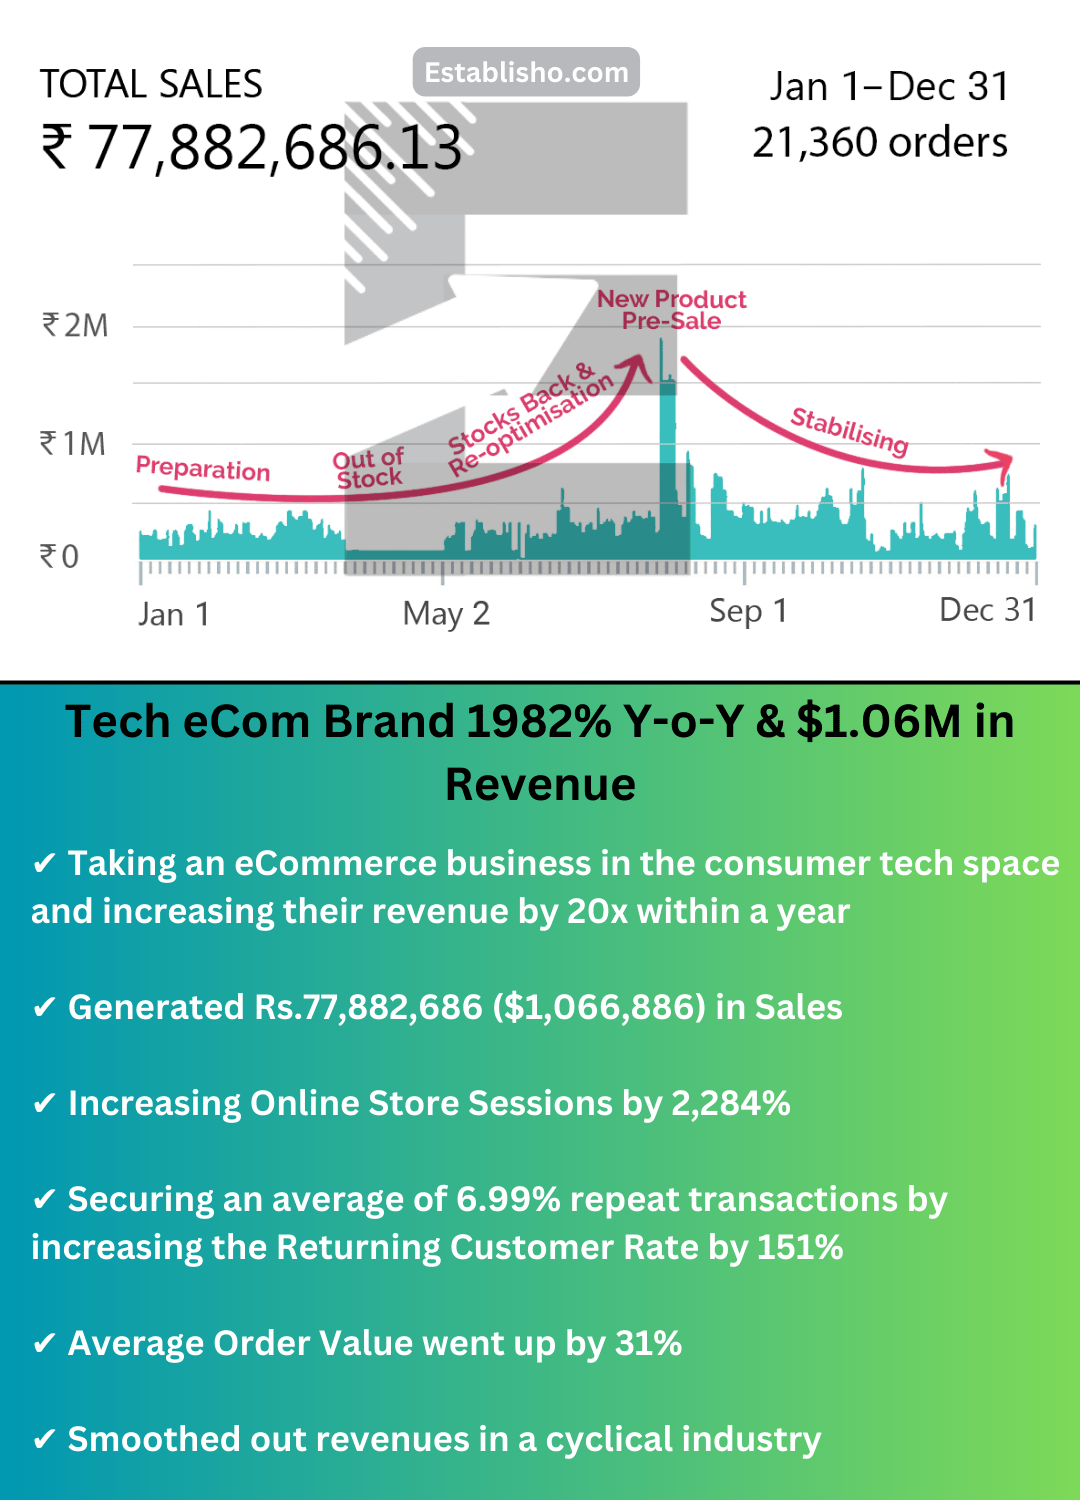 Establisho.com
TOTAL SALES
₹ 77,882,686.13
Jan 1–Dec 31
21,360 orders
₹2M
₹1M
₹0
New Product
Pre-Sale
Stocks Back &
Re-optimisation
Stabilising
Preparation
Out of
Stock
Jan 1
May 2
Sep 1
Dec 31
Tech eCom Brand 1982% Y-o-Y & $1.06M in
Revenue
✔ Taking an eCommerce business in the consumer tech space
and increasing their revenue by 20x within a year
✔ Generated Rs.77,882,686 ($1,066,886) in Sales
✔ Increasing Online Store Sessions by 2,284%
✔ Securing an average of 6.99% repeat transactions by
increasing the Returning Customer Rate by 151%
✔ Average Order Value went up by 31%
✔ Smoothed out revenues in a cyclical industry